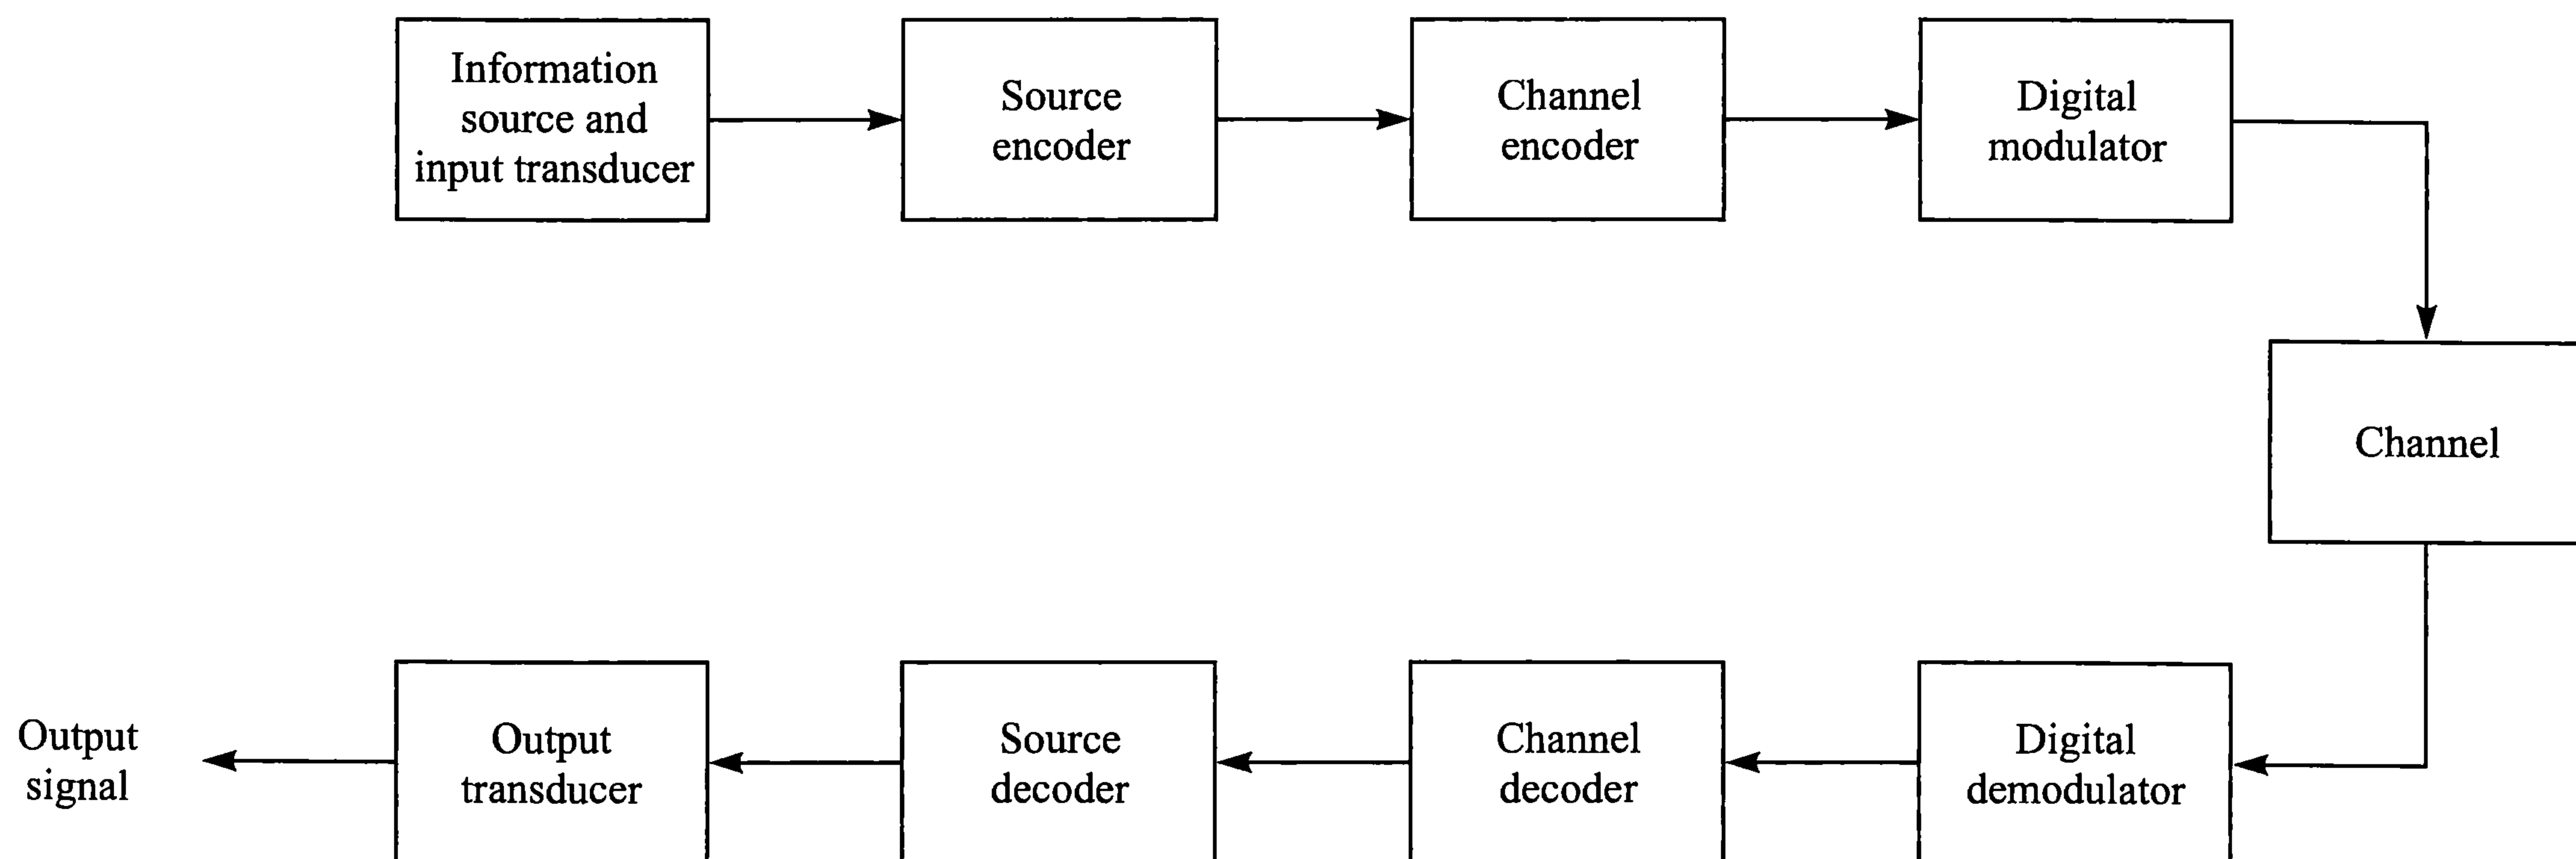 Information
source and
input transducer
Source
encoder
Channel
encoder
Digital
modulator
Channel
Output
signal
Output
transducer
Source
decoder
Channel
decoder
Digital
demodulator